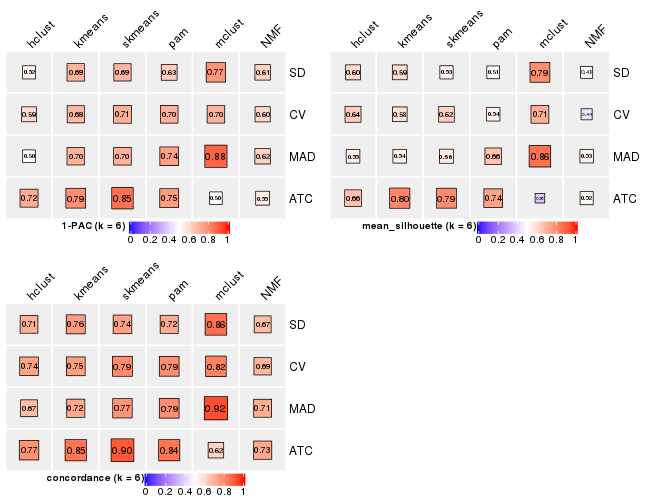 hclust kmeans skmeans pam mclust NMF
0.52 0.69 0.69 0.63 0.77 0.61 SD
0.59 0.68 0.71 0.70 0.70 0.60 CV
0.50 0.70 0.70 0.74 0.88 0.62 MAD
0.72 0.79 0.85 0.75 0.50 0.55 ATC
1-PAC (k = 6)
0 0.2 0.4 0.6 0.8 1
hclust kmeans skmeans pam mclust NMF
0.60 0.59 0.53 0.51 0.79 SD
0.64 0.58 0.62 0.54 0.71 0.44 CV
0.55 0.54 0.56 0.66 0.86 0.53 MAD
0.66 0.80 0.79 0.74 0.52 ATC
mean_silhouette (k = 6)
0 0.2 0.4 0.6 0.8 1
hclust kmeans skmeans pam mclust NMF
0.71 0.76 0.74 0.72 0.86 0.67 SD
0.74 0.75 0.79 0.79 0.82 0.69 CV
0.67 0.72 0.77 0.79 0.92 0.71 MAD
0.77 0.85 0.90 0.84 0.62 0.73 ATC
concordance (k = 6)
0 0.2 0.4 0.6 0.8 1